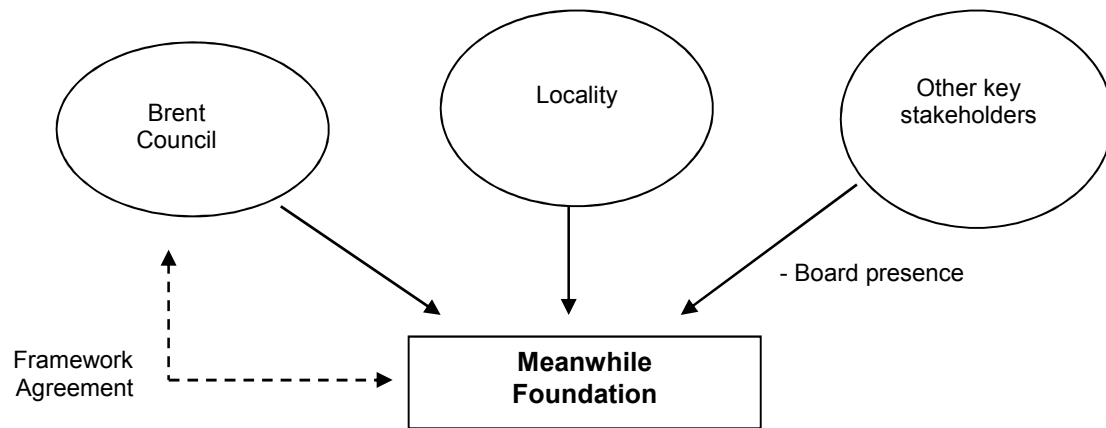 Brent
Council
Locality
Other key
stakeholders
- Board presence
Framework
Agreement
Meanwhile
Foundation